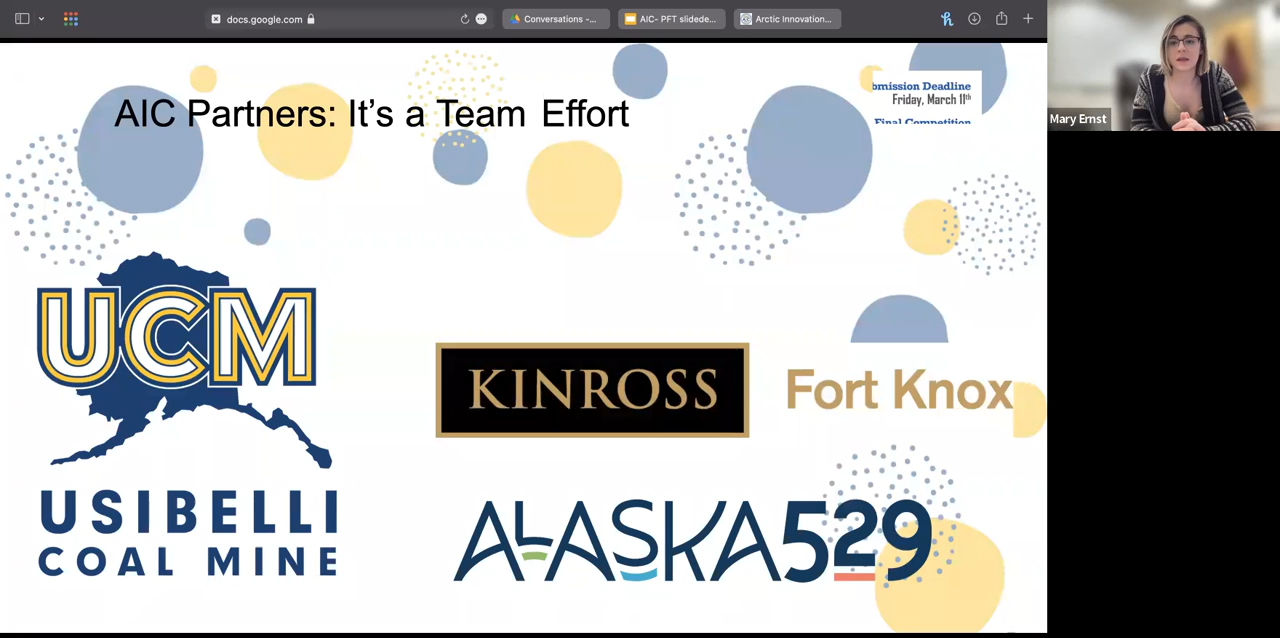 docs.google.com
Conversations -...
AIC- PFT slidede...
Arctic Innovation...
AIC Partners: It's a Team Effort
bmission Deadline
Friday, March 11th
Final Competition
Mary Ernst
UCM
USIBELLI
COAL MINE
KINROSS
Fort Knox
ALASKA529